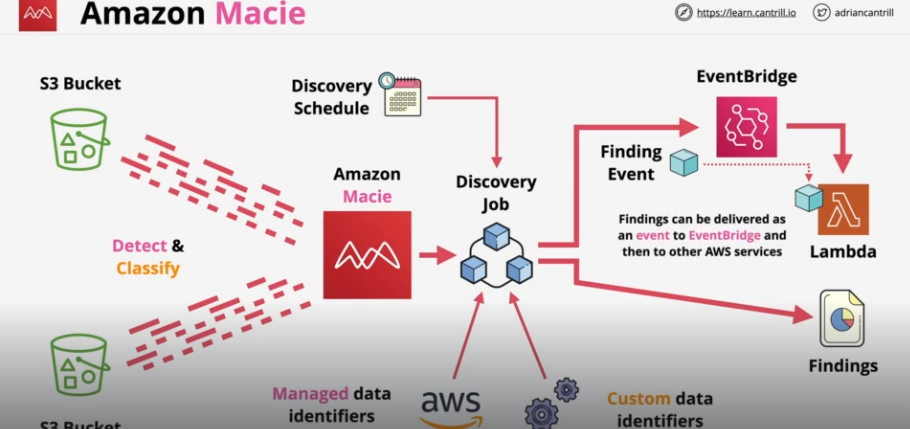 Amazon Macie
https://learn.cantrill.io
adriancantrill
S3 Bucket
Discovery
Schedule
EventBridge
Finding
Event
Amazon
Macie
Discovery
Job
Findings can be delivered as
an event to EventBridge and
then to other AWS services
Lambda
Detect &
Classify
Findings
Managed data
identifiers
aws
Custom data
identifiers
S3 Bucket